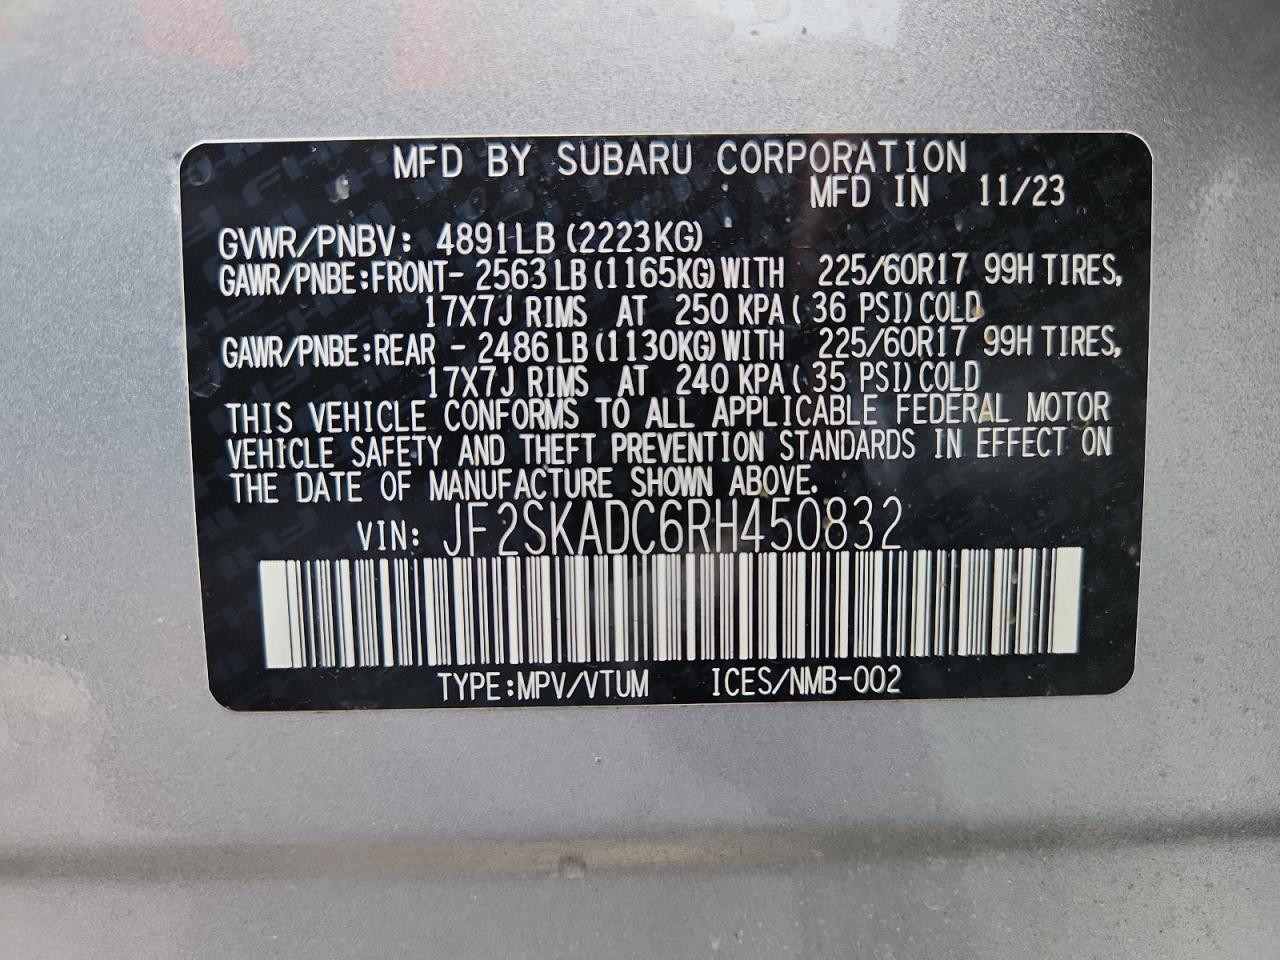 MFD BY SUBARU CORPORATION
MFD IN 11/23
GVWR/PNBV: 4891LB (2223KG)
GAWR/PNBE:FRONT- 2563 LB (1165KG) WITH 225/60R17 99H TIRES,
17X7J RIMS AT 250 KPA ( 36 PSI) COLD
GAWR/PNBE:REAR - 2486 LB (1130KG) WITH 225/60R17 99H TIRES,
17X7J RIMS AT 240 KPA ( 35 PSI) COLD
THIS VEHICLE CONFORMS TO ALL APPLICABLE FEDERAL MOTOR
VEHICLE SAFETY AND THEFT PREVENTION STANDARDS IN EFFECT ON
THE DATE OF MANUFACTURE SHOWN ABOVE.
VIN: JF2SKADC6RH450832
TYPE:MPV/VTUM ICES/NMB-002